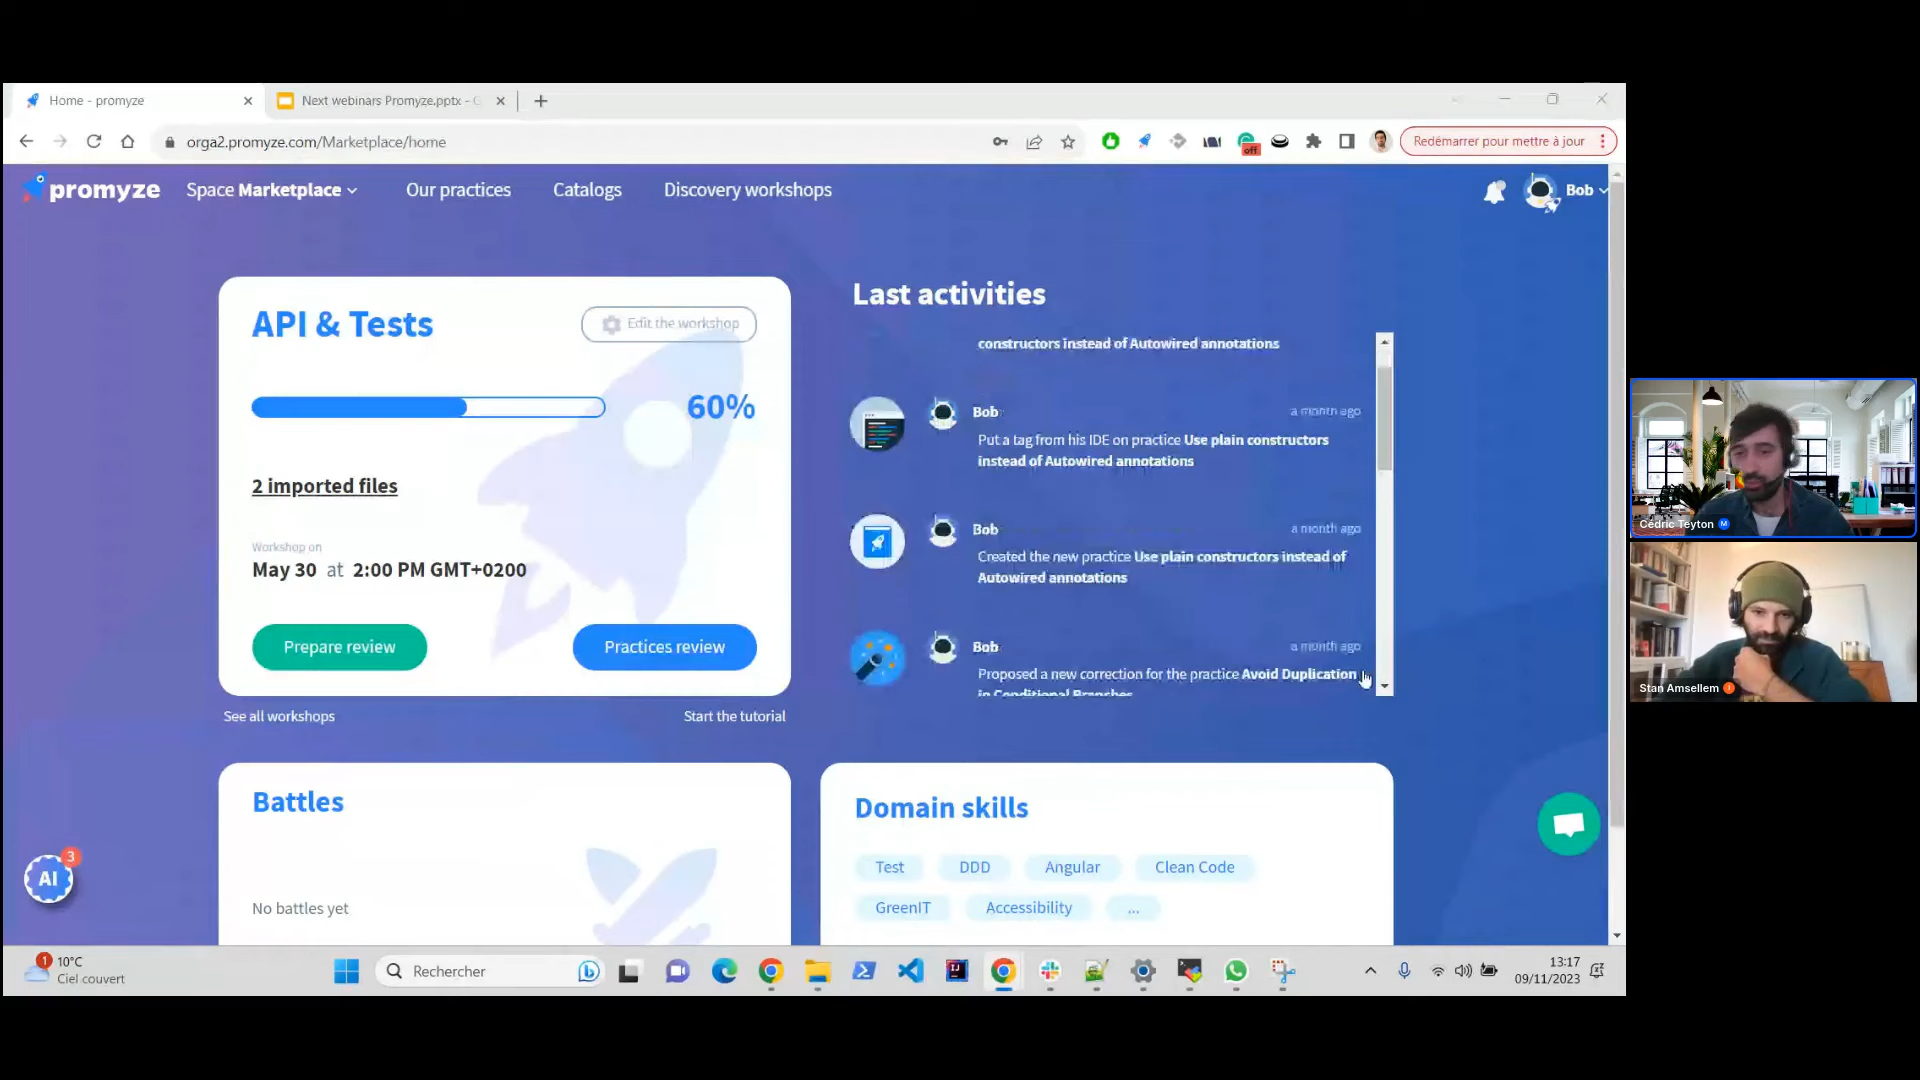 Home - promyze
Next webinars Promyze.pptx - G
orga2.promyze.com/Marketplace/home
off
Redémarrer pour mettre à jour
promyze
Space Marketplace
Our practices
Catalogs
Discovery workshops
Bob
API & Tests
Edit the workshop
60%
2 imported files
Workshop on
May 30 at 2:00 PM GMT+0200
Prepare review
Practices review
See all workshops
Start the tutorial
Last activities
constructors instead of Autowired annotations
Bob
a month ago
Put a tag from his IDE on practice Use plain constructors
instead of Autowired annotations
Bob
a month ago
Created the new practice Use plain constructors instead of
Autowired annotations
Bob
a month ago
Proposed a new correction for the practice Avoid Duplication
in Conditional Branches
Battles
No battles yet
Domain skills
Test
DDD
Angular
Clean Code
GreenIT
Accessibility
...
AI
3
Cédric Teyton
M
Stan Amsellem
1
10°C
Ciel couvert
Rechercher
13:17
09/11/2023